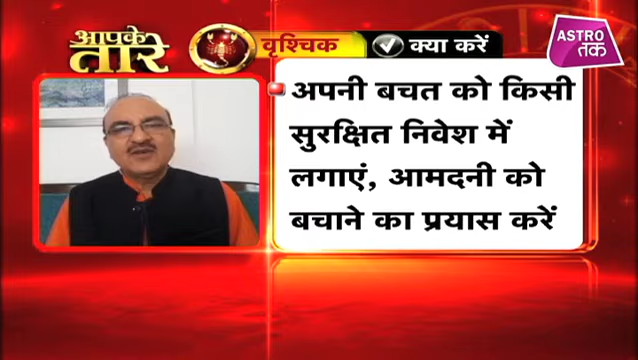 आपके
तारे
वृश्चिक
क्या करें
ASTRO
तक
अपनी बचत को किसी
सुरक्षित निवेश में
लगाएं, आमदनी को
बचाने का प्रयास करें